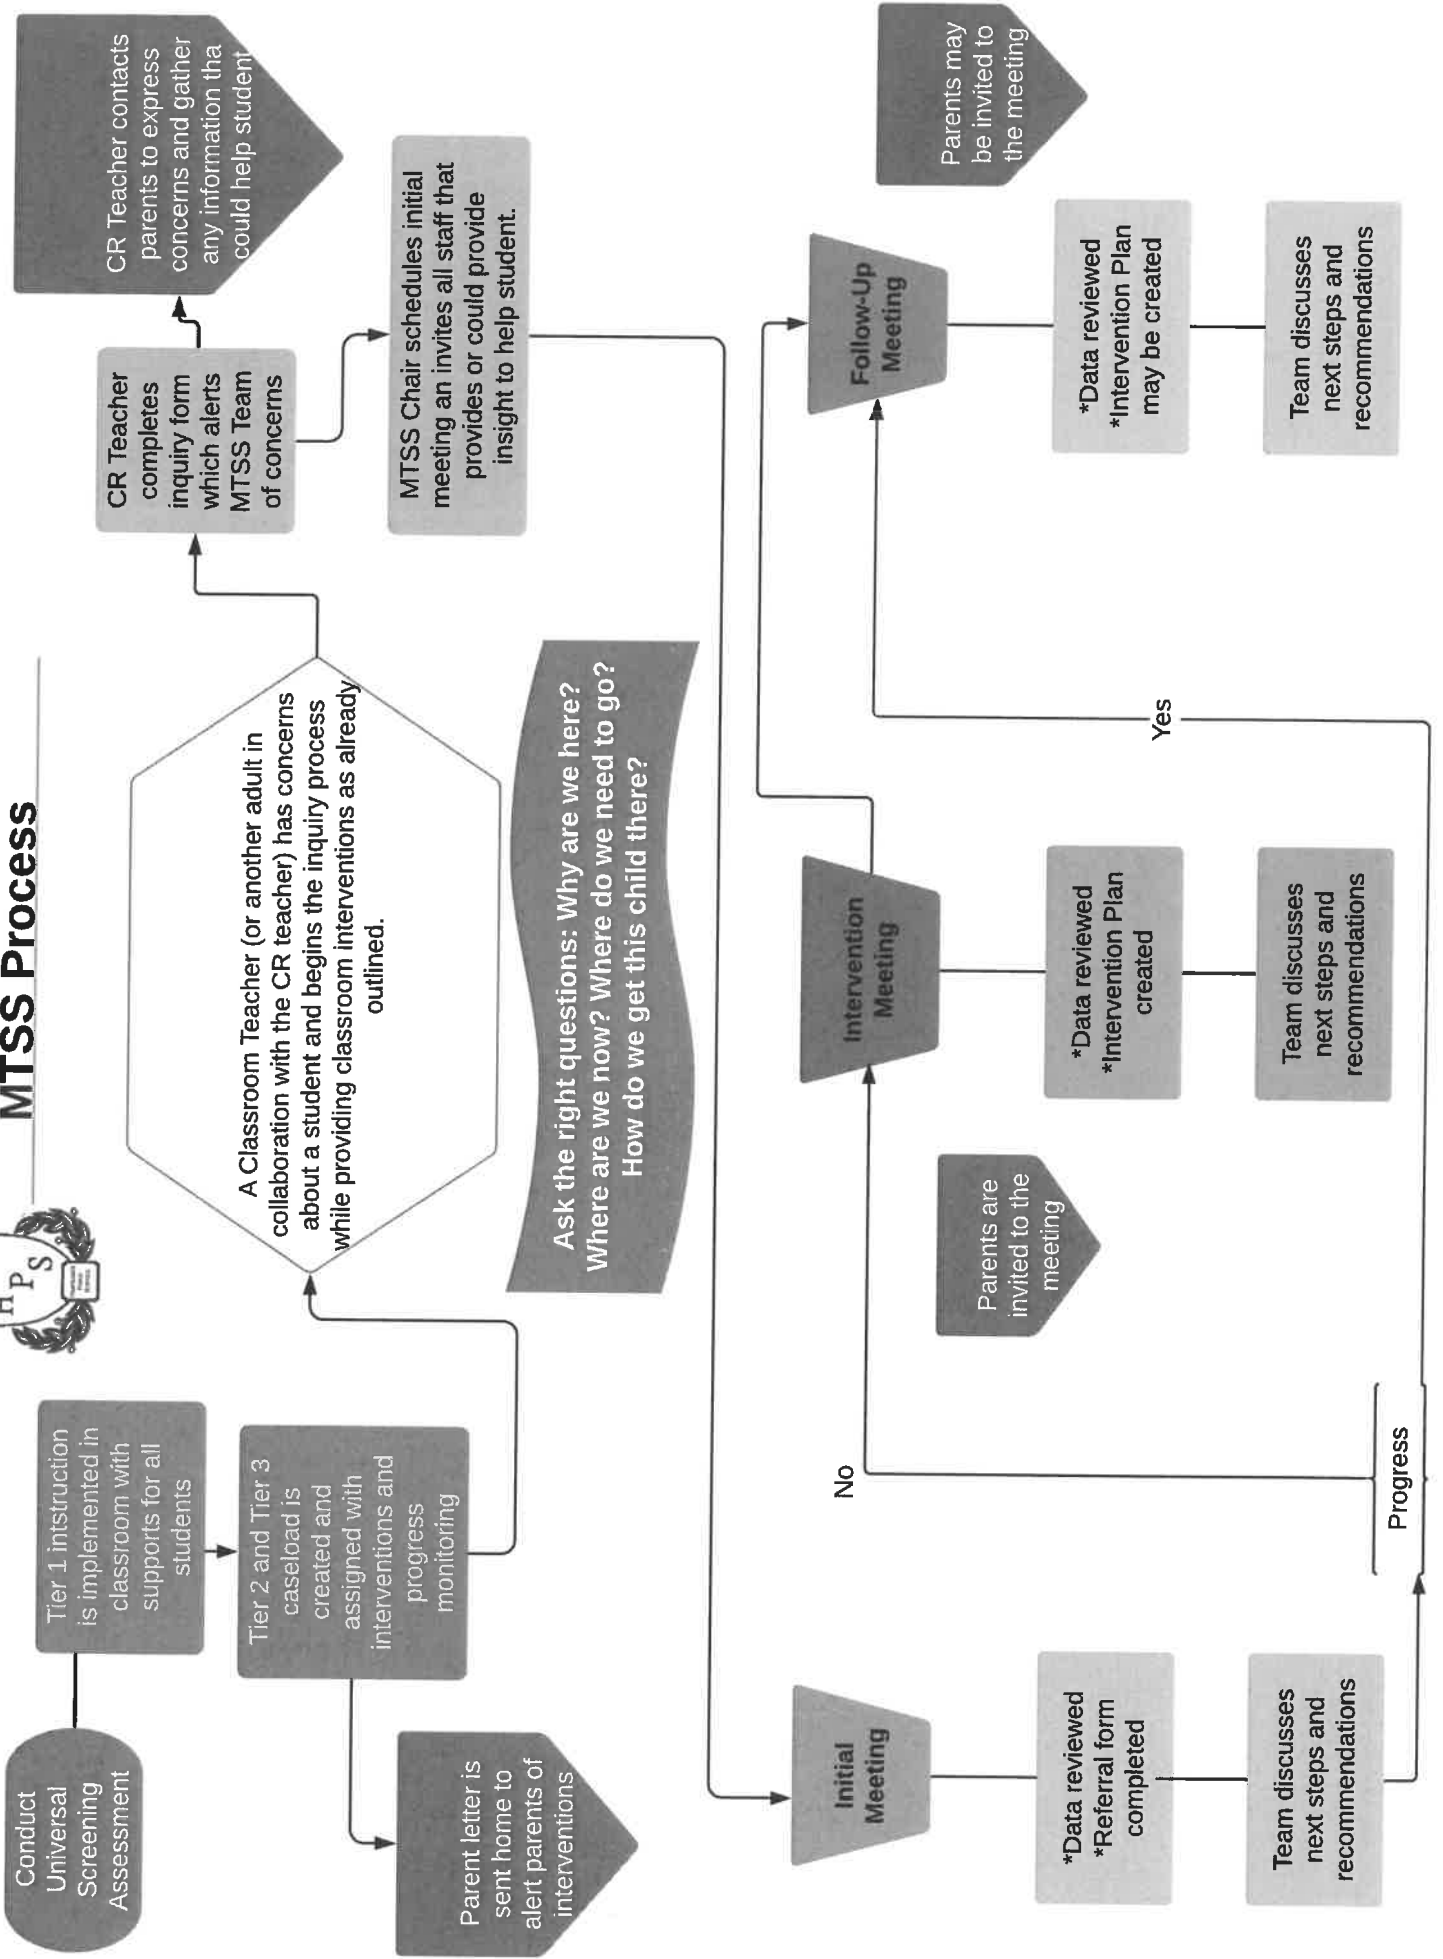 MTSS Process
H P S
Conduct
Universal
Screening
Assessment
Tier 1 intstruction
is implemented in
classroom with
supports for all
students
Tier 2 and Tier 3
caseload is
created and
assigned with
interventions and
progress
monitoring
Parent letter is
sent home to
alert parents of
interventions
A Classroom Teacher (or another adult in
collaboration with the CR teacher) has concerns
about a student and begins the inquiry process
while providing classroom interventions as already
outlined.
CR Teacher
completes
inquiry form
which alerts
MTSS Team
of concerns
CR Teacher contacts
parents to express
concerns and gather
any information tha
could help student
MTSS Chair schedules initial
meeting an invites all staff that
provides or could provide
insight to help student.
Ask the right questions: Why are we here?
Where are we now? Where do we need to go?
How do we get this child there?
Initial
Meeting
*Data reviewed
*Referral form
completed
Team discusses
next steps and
recommendations
Progress
No
Yes
Parents are
invited to the
meeting
Intervention
Meeting
*Data reviewed
*Intervention Plan
created
Team discusses
next steps and
recommendations
Follow-Up
Meeting
*Data reviewed
*Intervention Plan
may be created
Team discusses
next steps and
recommendations
Parents may
be invited to
the meeting